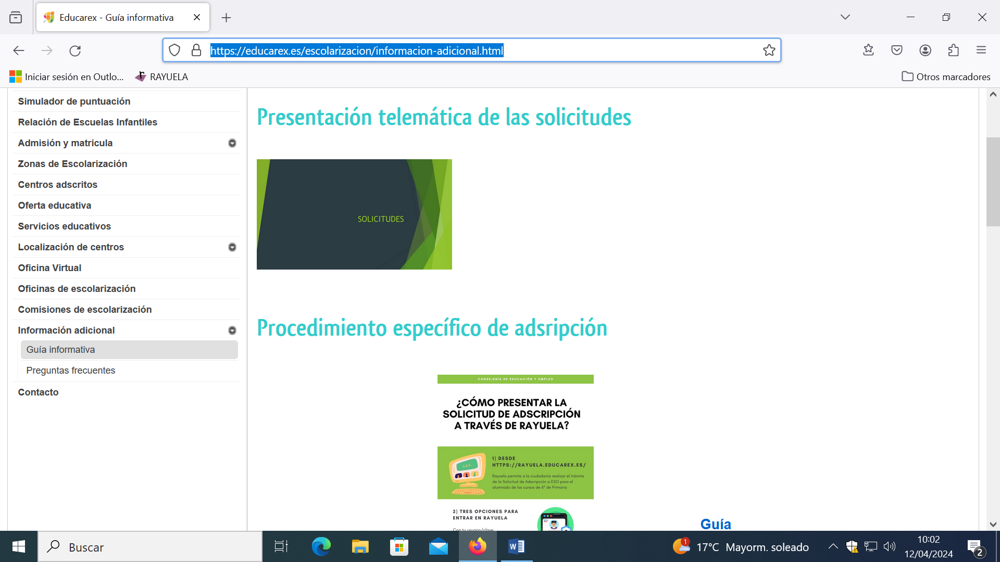 Educarex - Guía informativa
https://educarex.es/escolarizacion/informacion-adicional.html
Iniciar sesión en Outlo...
RAYUELA
Otros marcadores
Simulador de puntuación
Relación de Escuelas Infantiles
Admisión y matricula
Zonas de Escolarización
Centros adscritos
Oferta educativa
Servicios educativos
Localización de centros
Oficina Virtual
Oficinas de escolarización
Comisiones de escolarización
Información adicional
Guía informativa
Preguntas frecuentes
Contacto
Presentación telemática de las solicitudes
SOLICITUDES
Procedimiento específico de adsripción
CONSEJERÍA DE EDUCACIÓN Y EMPLEO
¿CÓMO PRESENTAR LA
SOLICITUD DE ADSCRIPCIÓN
A TRAVÉS DE RAYUELA?
1) DESDE
HTTPS://RAYUELA.EDUCAREX.ES/
Rayuela permite a la ciudadanía realizar el trámite
de la Solicitud de Adscripción a ESO para el
alumnado de los cursos de 6º de Primaria
2) TRES OPCIONES PARA
ENTRAR EN RAYUELA
Con tu usuario/clave
Guía
Buscar
1
17°C Mayorm. soleado
10:02
12/04/2024
2